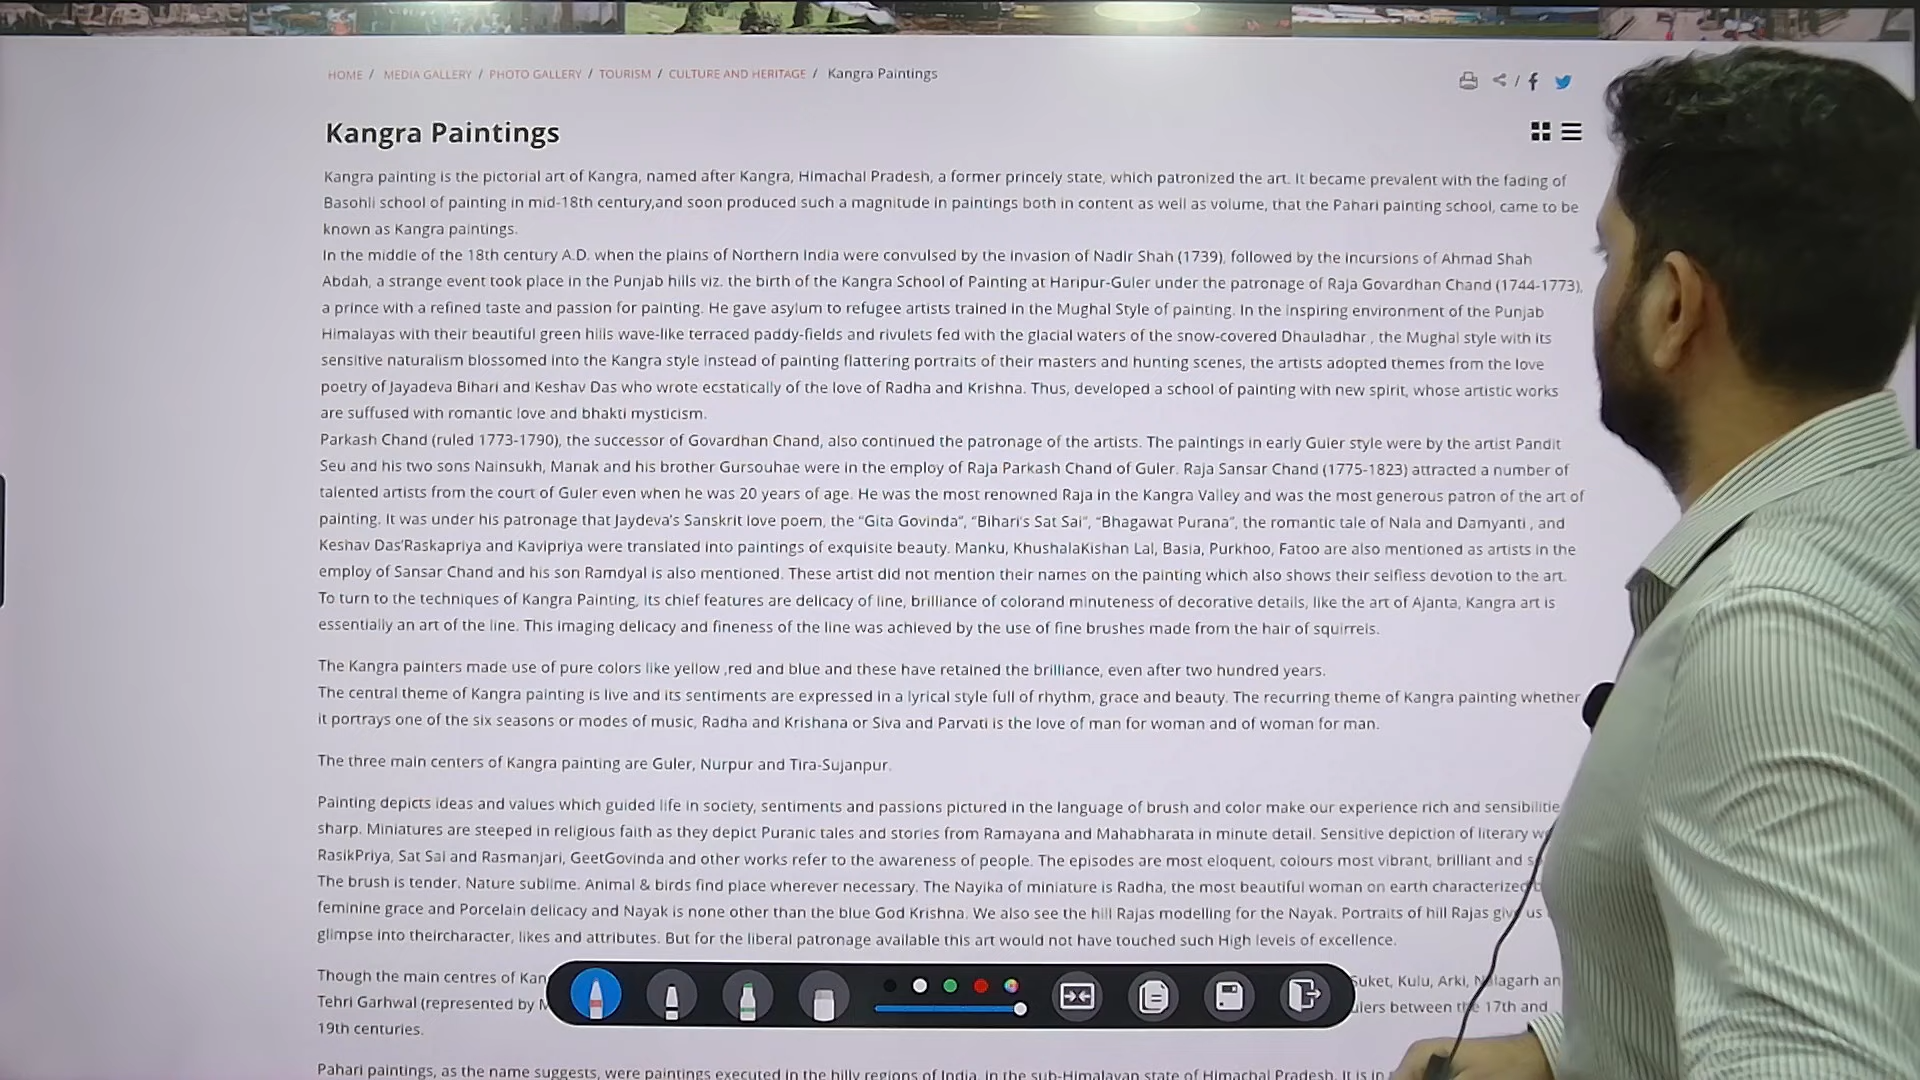 HOME / MEDIA GALLERY / PHOTO GALLERY / TOURISM / CULTURE AND HERITAGE / Kangra Paintings
Kangra Paintings
Kangra painting is the pictorial art of Kangra, named after Kangra, Himachal Pradesh, a former princely state, which patronized the art. It became prevalent with the fading of
Basohli school of painting in mid-18th century,and soon produced such a magnitude in paintings both in content as well as volume, that the Pahari painting school, came to be
known as Kangra paintings.
In the middle of the 18th century A.D. when the plains of Northern India were convulsed by the invasion of Nadir Shah (1739), followed by the incursions of Ahmad Shah
Abdah, a strange event took place in the Punjab hills viz. the birth of the Kangra School of Painting at Haripur-Guler under the patronage of Raja Govardhan Chand (1744-1773),
a prince with a refined taste and passion for painting. He gave asylum to refugee artists trained in the Mughal Style of painting. In the inspiring environment of the Punjab
Himalayas with their beautiful green hills wave-like terraced paddy-fields and rivulets fed with the glacial waters of the snow-covered Dhauladhar , the Mughal style with its
sensitive naturalism blossomed into the Kangra style instead of painting flattering portraits of their masters and hunting scenes, the artists adopted themes from the love
poetry of Jayadeva Bihari and Keshav Das who wrote ecstatically of the love of Radha and Krishna. Thus, developed a school of painting with new spirit, whose artistic works
are suffused with romantic love and bhakti mysticism.
Parkash Chand (ruled 1773-1790), the successor of Govardhan Chand, also continued the patronage of the artists. The paintings in early Guler style were by the artist Pandit
Seu and his two sons Nainsukh, Manak and his brother Gursouhae were in the employ of Raja Parkash Chand of Guler. Raja Sansar Chand (1775-1823) attracted a number of
talented artists from the court of Guler even when he was 20 years of age. He was the most renowned Raja in the Kangra Valley and was the most generous patron of the art of
painting. It was under his patronage that Jaydeva's Sanskrit love poem, the "Gita Govinda", "Bihari's Sat Sai", "Bhagawat Purana", the romantic tale of Nala and Damyanti , and
Keshav Das'Raskapriya and Kavipriya were translated into paintings of exquisite beauty. Manku, KhushalaKishan Lal, Basia, Purkhoo, Fatoo are also mentioned as artists in the
employ of Sansar Chand and his son Ramdyal is also mentioned. These artist did not mention their names on the painting which also shows their selfless devotion to the art.
To turn to the techniques of Kangra Painting, its chief features are delicacy of line, brilliance of colorand minuteness of decorative details, like the art of Ajanta, Kangra art is
essentially an art of the line. This imaging delicacy and fineness of the line was achieved by the use of fine brushes made from the hair of squirrels.
The Kangra painters made use of pure colors like yellow ,red and blue and these have retained the brilliance, even after two hundred years.
The central theme of Kangra painting is live and its sentiments are expressed in a lyrical style full of rhythm, grace and beauty. The recurring theme of Kangra painting whether
it portrays one of the six seasons or modes of music, Radha and Krishana or Siva and Parvati is the love of man for woman and of woman for man.
The three main centers of Kangra painting are Guler, Nurpur and Tira-Sujanpur.
Painting depicts ideas and values which guided life in society, sentiments and passions pictured in the language of brush and color make our experience rich and
sharp. Miniatures are steeped in religious faith as they depict Puranic tales and stories from Ramayana and Mahabharata in minute detail. Sensitive depiction of literary
RasikPriya, Sat Sai and Rasmanjari, GeetGovinda and other works refer to the awareness of people. The episodes are most eloquent, colours most vibrant, brilliant and
The brush is tender. Nature sublime. Animal & birds find place wherever necessary. The Nayika of miniature is Radha, the most beautiful woman on earth characterized
feminine grace and Porcelain delicacy and Nayak is none other than the blue God Krishna. We also see the hill Rajas modelling for the Nayak. Portraits of hill Rajas give us
glimpse into theircharacter, likes and attributes. But for the liberal patronage available this art would not have touched such High levels of excellence.
Though the main centres of Suket, Kulu, Arki, Nalagarh
Tehri Garhwal (represented by between the 17th and
19th centuries.
Pahari paintings, as the name suggests, were paintings executed in the hilly regions of India, in the sub-Himalayan state of Himachal Pradesh. It is in